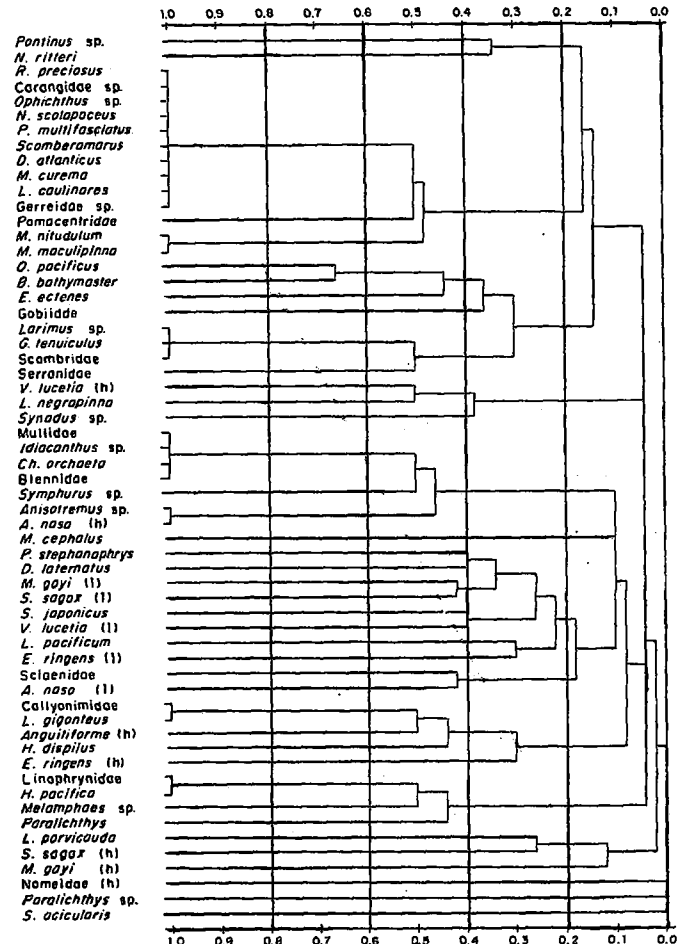 1.0 0.9 0.8 0.7 0.6 0.5 0.4 0.3 0.2 0.1 0.0
Pontinus sp.
N. ritteri
R. preciosus
Carangidae sp.
Ophichthus sp.
N. scolopaceus
P. multifasciatus
Scomberomorus
D. atlanticus
M. curema
L. caulinares
Gerreidae sp.
Pomacentridae
M. nitudulum
M. maculipinna
O. pacificus
B. bathymaster
E. ectenes
Gobiidae
Larimus sp.
G. tenuiculus
Scombridae
Serranidae
V. lucetia (h)
L. negrapinna
Synodus sp.
Mullidae
Idiacanthus sp.
Ch. orchaeta
Blennidae
Symphurus sp.
Anisotremus sp.
A. naso (h)
M. cephalus
P. stephanophrys
D. laternatus
M. gayi (l)
S. sagax (l)
S. japonicus
V. lucetia (l)
L. pacificum
E. ringens (l)
Sciaenidae
A. naso (l)
Callyonimidae
L. giganteus
Anguiliforme (h)
H. dispilus
E. ringens (h)
Linophrynidae
H. pacifica
Melamphaes sp.
Paralichthys
L. parvicauda
S. sagax (h)
M. gayi (h)
Nomeidae (h)
Paralichthys sp.
S. acicularis
1.0 0.9 0.8 0.7 0.6 0.5 0.4 0.3 0.2 0.1 0.0